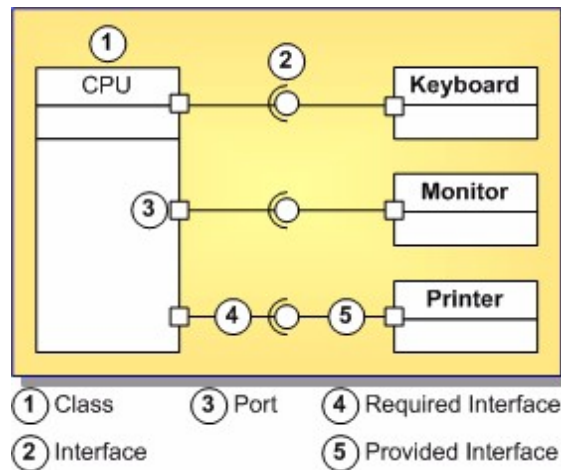 1
2
CPU
Keyboard
Monitor
3
Printer
4
5
1 Class
3 Port
4 Required Interface
2 Interface
5 Provided Interface